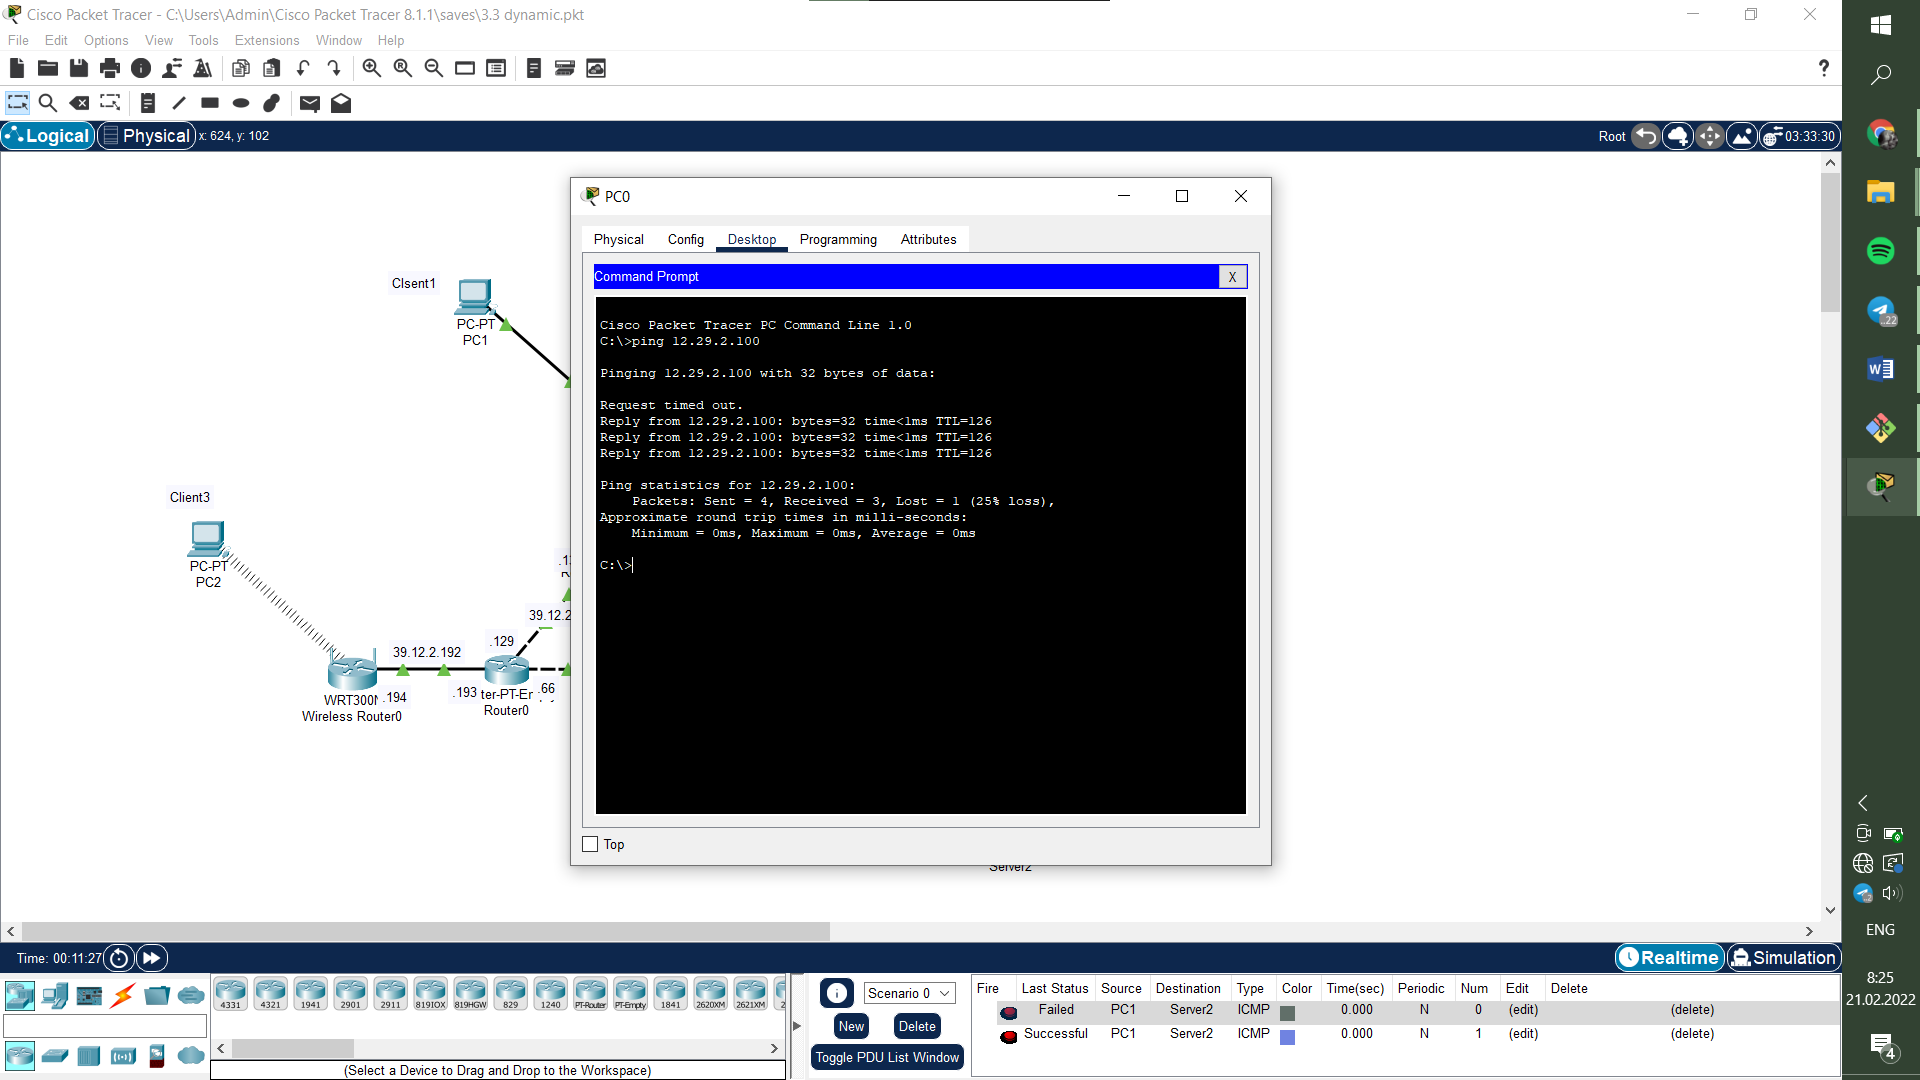 Cisco Packet Tracer - C:\Users\Admin\Cisco Packet Tracer 8.1.1\saves\3.3 dynamic.pkt
File Edit Options View Tools Extensions Window Help
?
Logical Physical x: 624, y: 102 Root 03:33:30
PC0
Physical Config Desktop Programming Attributes
Command Prompt X
Cisco Packet Tracer PC Command Line 1.0
C:\>ping 12.29.2.100
Pinging 12.29.2.100 with 32 bytes of data:
Request timed out.
Reply from 12.29.2.100: bytes=32 time<1ms TTL=126
Reply from 12.29.2.100: bytes=32 time<1ms TTL=126
Reply from 12.29.2.100: bytes=32 time<1ms TTL=126
Ping statistics for 12.29.2.100:
Packets: Sent = 4, Received = 3, Lost = 1 (25% loss),
Approximate round trip times in milli-seconds:
Minimum = 0ms, Maximum = 0ms, Average = 0ms
C:\>
Top
Clsent1
PC-PT
PC1
Client3
PC-PT
PC2
39.12.2
.129
39.12.2.192
WRT300N .194
Wireless Router0
.193 ter-PT-Er .66
Router0
Server2
Time: 00:11:27 Realtime Simulation
4331 4321 1941 2901 2911 819IOX 819HGW 829 1240 PT-Router PT-Empty 1841 2620XM 2621XM
(Select a Device to Drag and Drop to the Workspace)
Scenario 0
New Delete
Toggle PDU List Window
Fire Last Status Source Destination Type Color Time(sec) Periodic Num Edit Delete
Failed PC1 Server2 ICMP 0.000 N 0 (edit) (delete)
Successful PC1 Server2 ICMP 0.000 N 1 (edit) (delete)
..22
ENG
8:25
21.02.2022
4